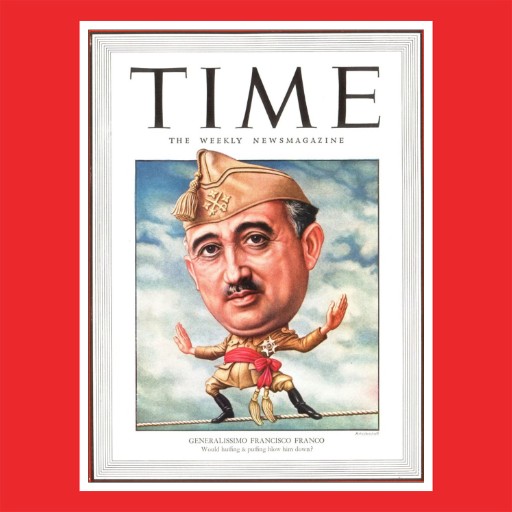 TIME
THE WEEKLY NEWSMAGAZINE
GENERALISSIMO FRANCISCO FRANCO
Would huffing & puffing blow him down?